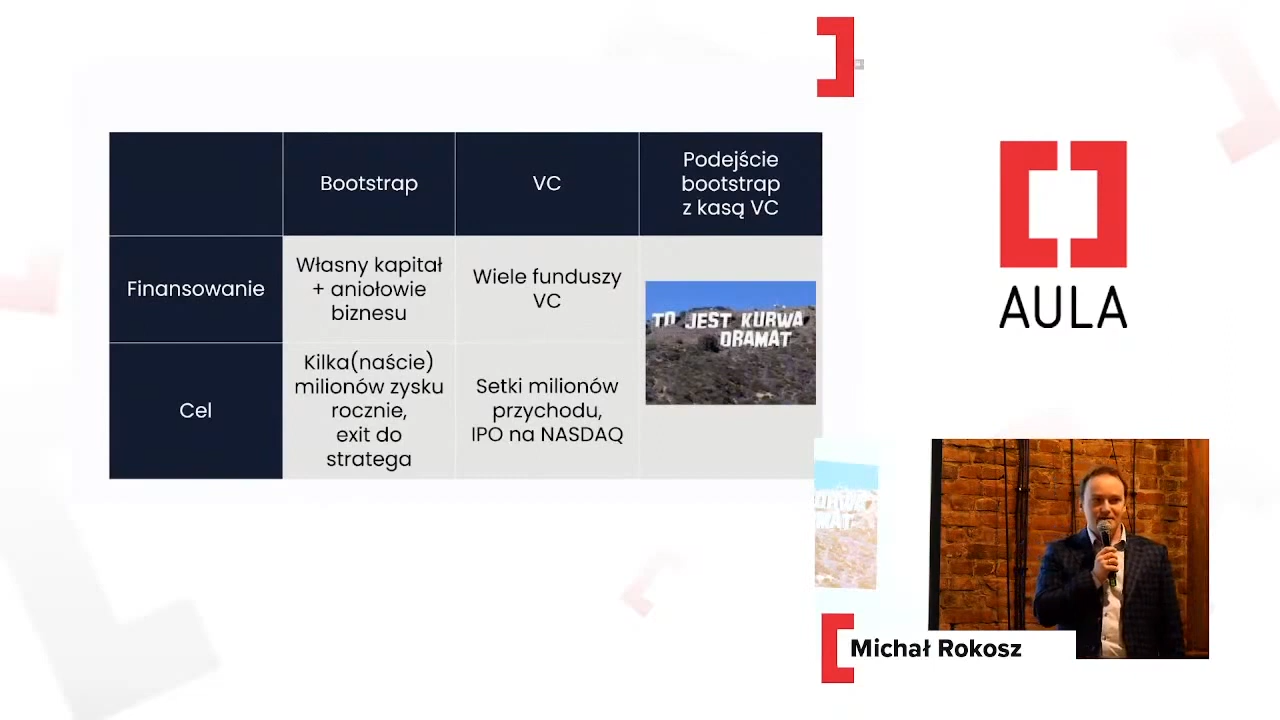 Bootstrap
VC
Podejście
bootstrap
z kasą VC
Finansowanie
Własny kapitał
+ aniołowie
biznesu
Wiele funduszy
VC
TO JEST KURWA
DRAMAT
Cel
Kilka(naście)
milionów zysku
rocznie,
exit do
stratega
Setki milionów
przychodu,
IPO na NASDAQ
AULA
Michał Rokosz